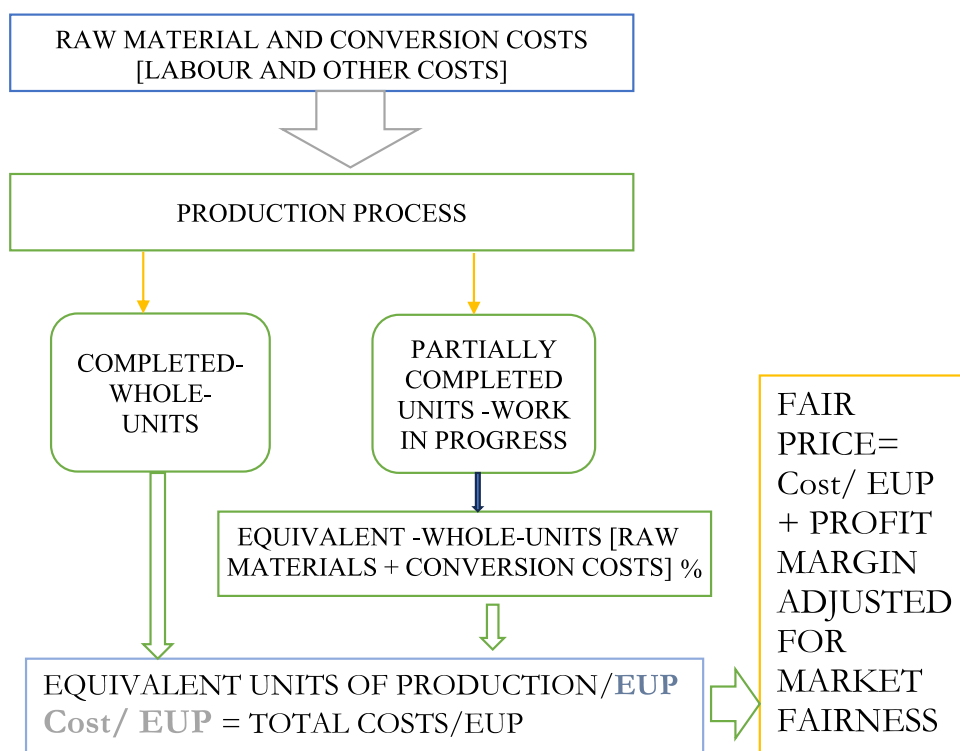 RAW MATERIAL AND CONVERSION COSTS
[LABOUR AND OTHER COSTS]
PRODUCTION PROCESS
COMPLETED-
WHOLE-
UNITS
PARTIALLY
COMPLETED
UNITS -WORK
IN PROGRESS
EQUIVALENT -WHOLE-UNITS [RAW
MATERIALS + CONVERSION COSTS] %
EQUIVALENT UNITS OF PRODUCTION/EUP
Cost/ EUP = TOTAL COSTS/EUP
FAIR
PRICE=
Cost/ EUP
+ PROFIT
MARGIN
ADJUSTED
FOR
MARKET
FAIRNESS